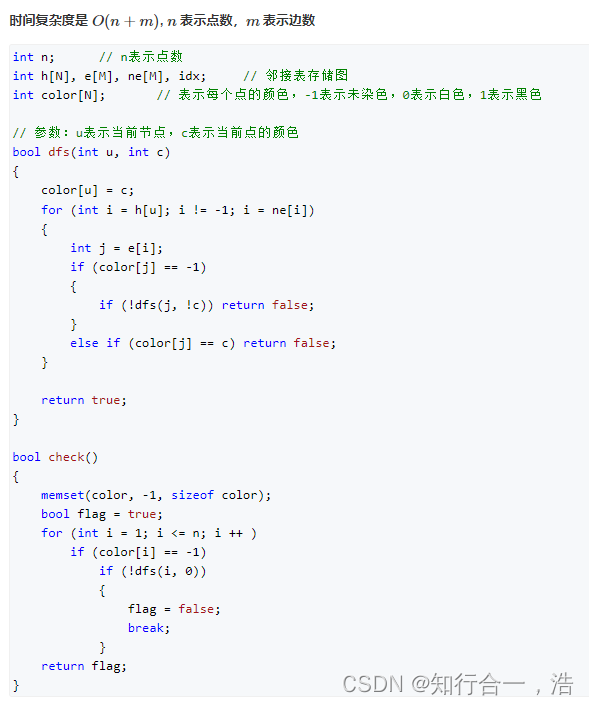 时间复杂度是 O(n + m), n 表示点数，m 表示边数
int n;      // n表示点数
int h[N], e[M], ne[M], idx;     // 邻接表存储图
int color[N];       // 表示每个点的颜色，-1表示未染色，0表示白色，1表示黑色
// 参数：u表示当前节点，c表示当前点的颜色
bool dfs(int u, int c)
{
    color[u] = c;
    for (int i = h[u]; i != -1; i = ne[i])
    {
        int j = e[i];
        if (color[j] == -1)
        {
            if (!dfs(j, !c)) return false;
        }
        else if (color[j] == c) return false;
    }
    return true;
}
bool check()
{
    memset(color, -1, sizeof color);
    bool flag = true;
    for (int i = 1; i <= n; i ++ )
        if (color[i] == -1)
            if (!dfs(i, 0))
            {
                flag = false;
                break;
            }
    return flag;
}
CSDN @知行合一，浩